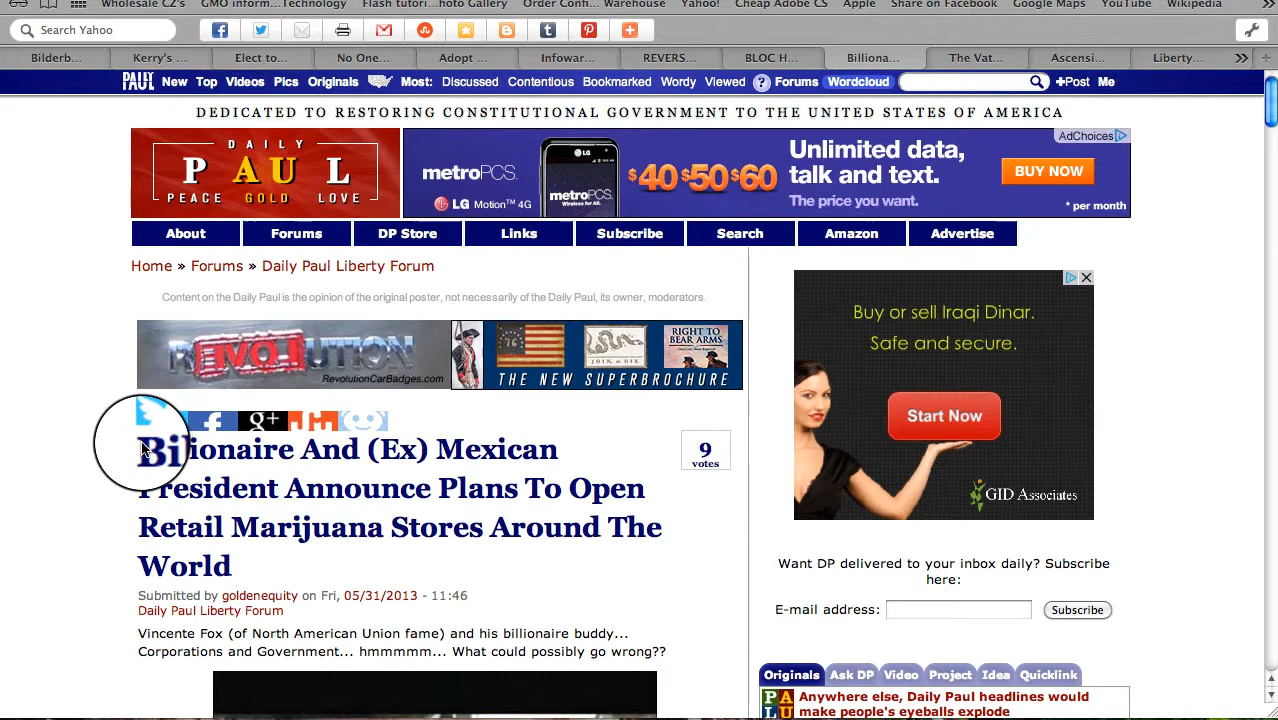 Wholesale CZ's GMO inform...Technology Flash tutori...hoto Gallery Order Conf... Warehouse Yahoo! Cheap Adobe CS Apple Share on Facebook Google Maps YouTube Wikipedia
Search Yahoo
Bilderb... Kerry's ... Elect to... No One... Adopt ... Infowar... REVERS... BLOC H... Billiona... The Vat... Ascensi... Liberty...
PAUL New Top Videos Pics Originals Most: Discussed Contentious Bookmarked Wordy Viewed ? Forums Wordcloud +Post Me
DEDICATED TO RESTORING CONSTITUTIONAL GOVERNMENT TO THE UNITED STATES OF AMERICA
DAILY
PAUL
PEACE GOLD LOVE
AdChoices
metroPCS.
LG Motion™ 4G
LG
metroPCS.
$40 $50 $60
Unlimited data,
talk and text.
The price you want.
BUY NOW
* per month
About Forums DP Store Links Subscribe Search Amazon Advertise
Home » Forums » Daily Paul Liberty Forum
Content on the Daily Paul is the opinion of the original poster, not necessarily of the Daily Paul, its owner, moderators.
REVOLUTION
RevolutionCarBadges.com
76
JOIN or DIE
RIGHT TO
BEAR ARMS
THE NEW SUPERBROCHURE
Billionaire And (Ex) Mexican
President Announce Plans To Open
Retail Marijuana Stores Around The
World
9
votes
Submitted by goldenequity on Fri, 05/31/2013 - 11:46
Daily Paul Liberty Forum
Vincente Fox (of North American Union fame) and his billionaire buddy...
Corporations and Government... hmmmmm... What could possibly go wrong??
Buy or sell Iraqi Dinar.
Safe and secure.
Start Now
GID Associates
Want DP delivered to your inbox daily? Subscribe
here:
E-mail address: Subscribe
Originals Ask DP Video Project Idea Quicklink
PAUL
Anywhere else, Daily Paul headlines would
make people's eyeballs explode